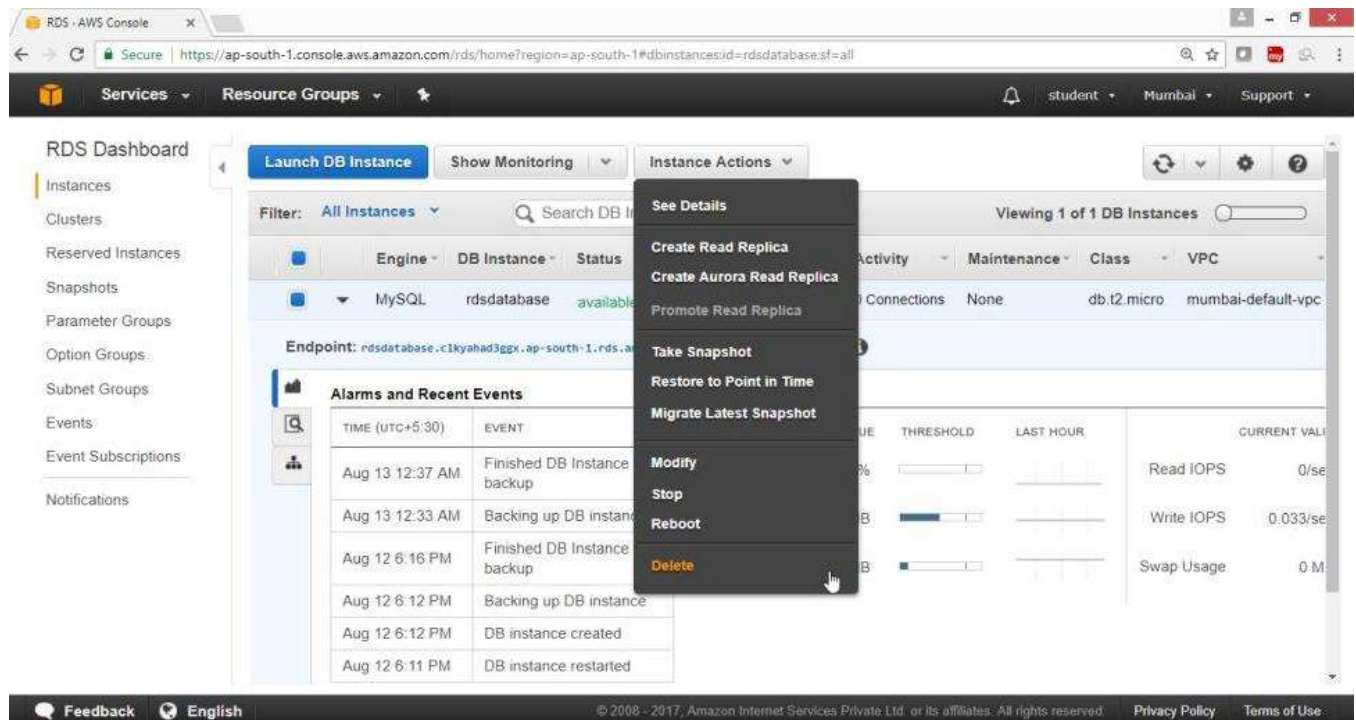 RDS · AWS Console
Secure | https://ap-south-1.console.aws.amazon.com/rds/home?region=ap-south-1#dbinstances:id=rdsdatabase;sf=all
Services Resource Groups student Mumbai Support
RDS Dashboard
Instances
Clusters
Reserved Instances
Snapshots
Parameter Groups
Option Groups
Subnet Groups
Events
Event Subscriptions
Notifications
Launch DB Instance Show Monitoring Instance Actions
Filter: All Instances Search DB Viewing 1 of 1 DB Instances
Engine DB Instance Status Activity Maintenance Class VPC
MySQL rdsdatabase available Connections None db.t2.micro mumbai-default-vpc
Endpoint: rdsdatabase.clkyahad3ggx.ap-south-1.rds.
See Details
Create Read Replica
Create Aurora Read Replica
Promote Read Replica
Take Snapshot
Restore to Point in Time
Migrate Latest Snapshot
Modify
Stop
Reboot
Delete
Alarms and Recent Events
TIME (UTC+5:30) EVENT
Aug 13 12:37 AM Finished DB Instance
backup
Aug 13 12:33 AM Backing up DB
Aug 12 6:16 PM Finished DB Instance
backup
Aug 12 6:12 PM Backing up DB instance
Aug 12 6:12 PM DB instance created
Aug 12 6:11 PM DB instance restarted
THRESHOLD LAST HOUR CURRENT
%
B
B
Read IOPS 0/se
Write IOPS 0.033/se
Swap Usage 0 M
Feedback English © 2008 - 2017, Amazon Internet Services Private Ltd. or its affiliates. All rights reserved. Privacy Policy Terms of Use